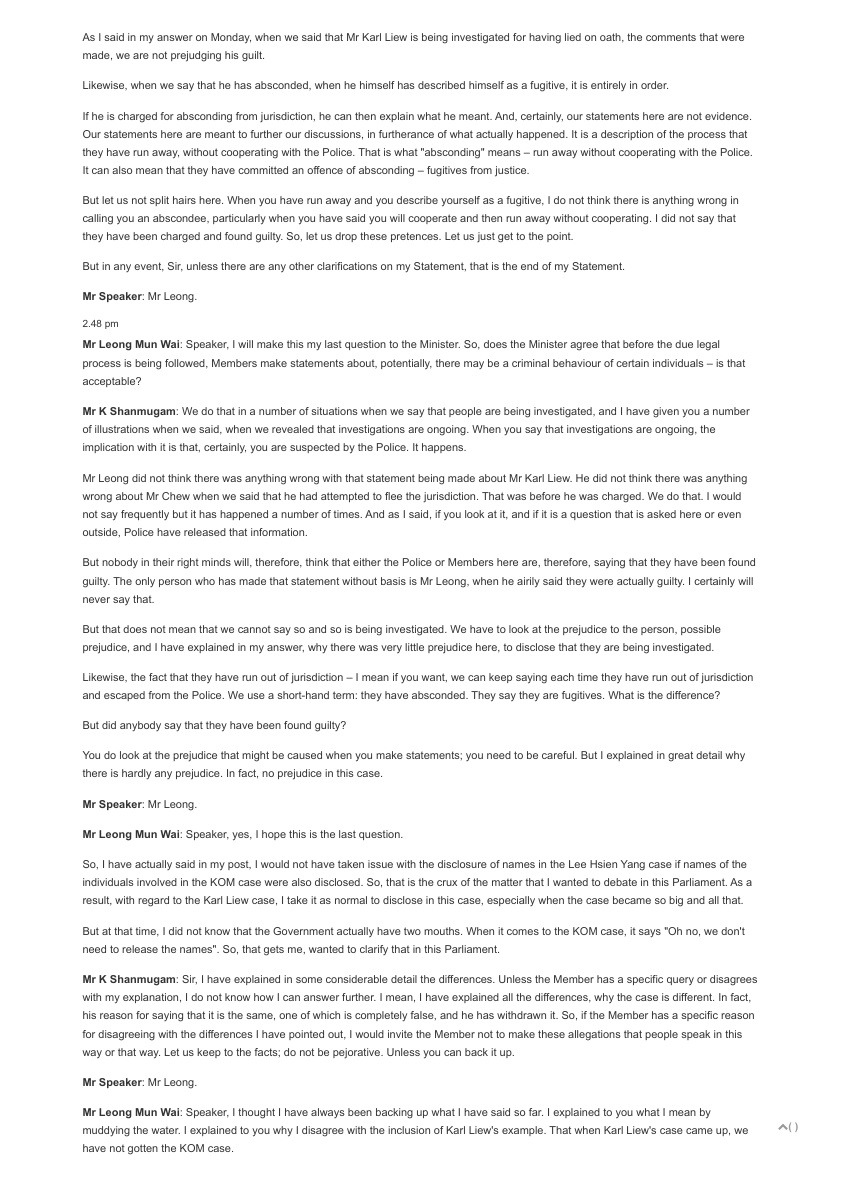 As I said in my answer on Monday, when we said that Mr Karl Liew is being investigated for having lied on oath, the comments that were
made, we are not prejudging his guilt.
Likewise, when we say that he has absconded, when he himself has described himself as a fugitive, it is entirely in order.
If he is charged for absconding from jurisdiction, he can then explain what he meant. And, certainly, our statements here are not evidence.
Our statements here are meant to further our discussions, in furtherance of what actually happened. It is a description of the process that
they have run away, without cooperating with the Police. That is what "absconding" means – run away without cooperating with the Police.
It can also mean that they have committed an offence of absconding – fugitives from justice.
But let us not split hairs here. When you have run away and you describe yourself as a fugitive, I do not think there is anything wrong in
calling you an abscondee, particularly when you have said you will cooperate and then run away without cooperating. I did not say that
they have been charged and found guilty. So, let us drop these pretences. Let us just get to the point.
But in any event, Sir, unless there are any other clarifications on my Statement, that is the end of my Statement.
Mr Speaker: Mr Leong.
2.48 pm
Mr Leong Mun Wai: Speaker, I will make this my last question to the Minister. So, does the Minister agree that before the due legal
process is being followed, Members make statements about, potentially, there may be a criminal behaviour of certain individuals – is that
acceptable?
Mr K Shanmugam: We do that in a number of situations when we say that people are being investigated, and I have given you a number
of illustrations when we said, when we revealed that investigations are ongoing. When you say that investigations are ongoing, the
implication with it is that, certainly, you are suspected by the Police. It happens.
Mr Leong did not think there was anything wrong with that statement being made about Mr Karl Liew. He did not think there was anything
wrong about Mr Chew when we said that he had attempted to flee the jurisdiction. That was before he was charged. We do that. I would
not say frequently but it has happened a number of times. And as I said, if you look at it, and if it is a question that is asked here or even
outside, Police have released that information.
But nobody in their right minds will, therefore, think that either the Police or Members here are, therefore, saying that they have been found
guilty. The only person who has made that statement without basis is Mr Leong, when he airily said they were actually guilty. I certainly will
never say that.
But that does not mean that we cannot say so and so is being investigated. We have to look at the prejudice to the person, possible
prejudice, and I have explained in my answer, why there was very little prejudice here, to disclose that they are being investigated.
Likewise, the fact that they have run out of jurisdiction – I mean if you want, we can keep saying each time they have run out of jurisdiction
and escaped from the Police. We use a short-hand term: they have absconded. They say they are fugitives. What is the difference?
But did anybody say that they have been found guilty?
You do look at the prejudice that might be caused when you make statements; you need to be careful. But I explained in great detail why
there is hardly any prejudice. In fact, no prejudice in this case.
Mr Speaker: Mr Leong.
Mr Leong Mun Wai: Speaker, yes, I hope this is the last question.
So, I have actually said in my post, I would not have taken issue with the disclosure of names in the Lee Hsien Yang case if names of the
individuals involved in the KOM case were also disclosed. So, that is the crux of the matter that I wanted to debate in this Parliament. As a
result, with regard to the Karl Liew case, I take it as normal to disclose in this case, especially when the case became so big and all that.
But at that time, I did not know that the Government actually have two mouths. When it comes to the KOM case, it says "Oh no, we don't
need to release the names". So, that gets me, wanted to clarify that in this Parliament.
Mr K Shanmugam: Sir, I have explained in some considerable detail the differences. Unless the Member has a specific query or disagrees
with my explanation, I do not know how I can answer further. I mean, I have explained all the differences, why the case is different. In fact,
his reason for saying that it is the same, one of which is completely false, and he has withdrawn it. So, if the Member has a specific reason
for disagreeing with the differences I have pointed out, I would invite the Member not to make these allegations that people speak in this
way or that way. Let us keep to the facts; do not be pejorative. Unless you can back it up.
Mr Speaker: Mr Leong.
Mr Leong Mun Wai: Speaker, I thought I have always been backing up what I have said so far. I explained to you what I mean by
muddying the water. I explained to you why I disagree with the inclusion of Karl Liew's example. That when Karl Liew's case came up, we
have not gotten the KOM case.
( )